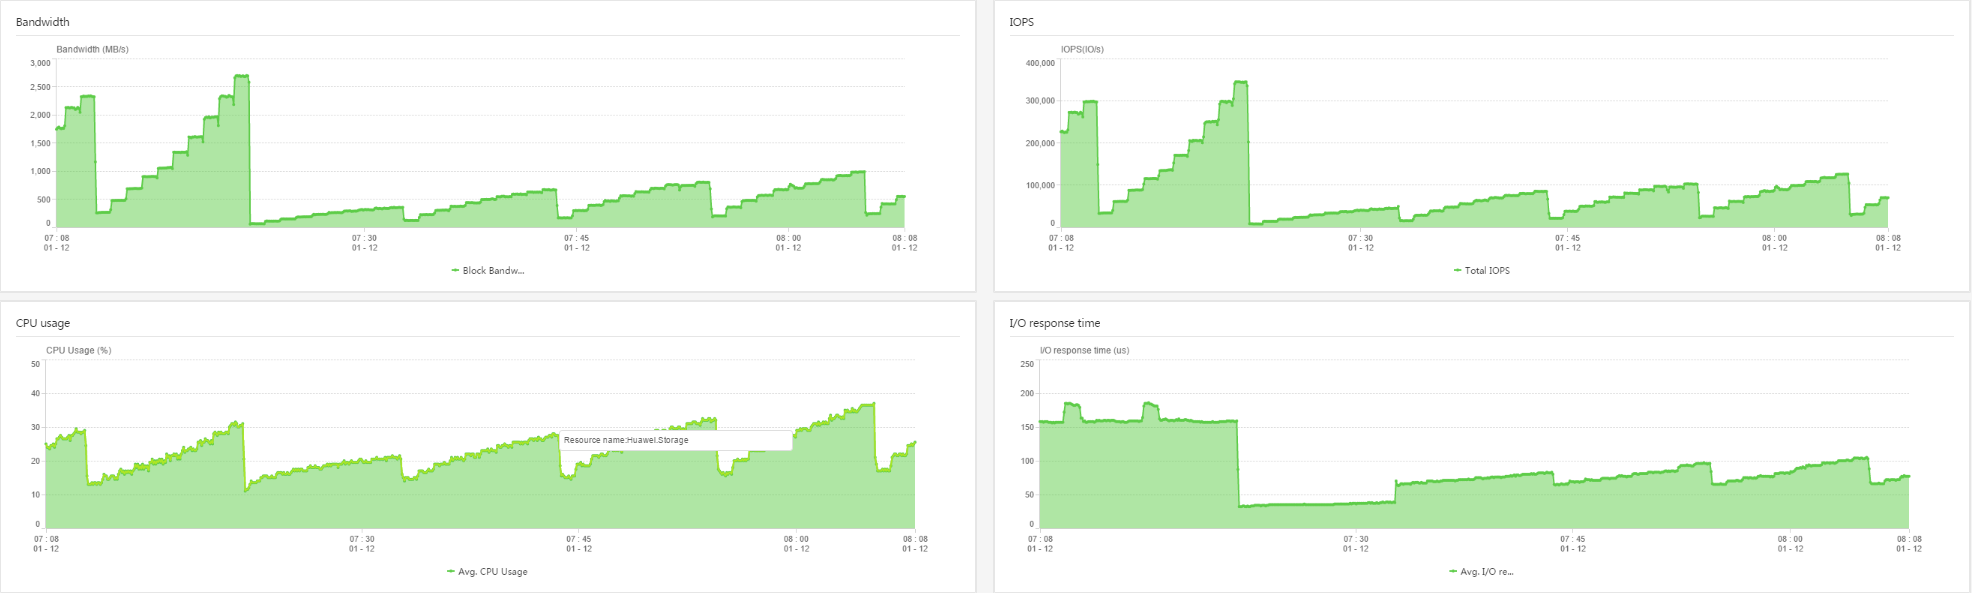 Bandwidth
Bandwidth (MB/s)
3,000
2,500
2,000
1,500
1,000
500
0
07 : 08
01 - 12
07 : 30
01 - 12
07 : 45
01 - 12
08 : 00
01 - 12
08 : 08
01 - 12
Block Bandw...
IOPS
IOPS(IO/s)
400,000
300,000
200,000
100,000
0
07 : 08
01 - 12
07 : 30
01 - 12
07 : 45
01 - 12
08 : 00
01 - 12
08 : 08
01 - 12
Total IOPS
CPU usage
CPU Usage (%)
50
40
30
20
10
0
Resource name:Huawei.Storage
07 : 08
01 - 12
07 : 30
01 - 12
07 : 45
01 - 12
08 : 00
01 - 12
08 : 08
01 - 12
Avg. CPU Usage
I/O response time
I/O response time (us)
250
200
150
100
50
0
07 : 08
01 - 12
07 : 30
01 - 12
07 : 45
01 - 12
08 : 00
01 - 12
08 : 08
01 - 12
Avg. I/O re...